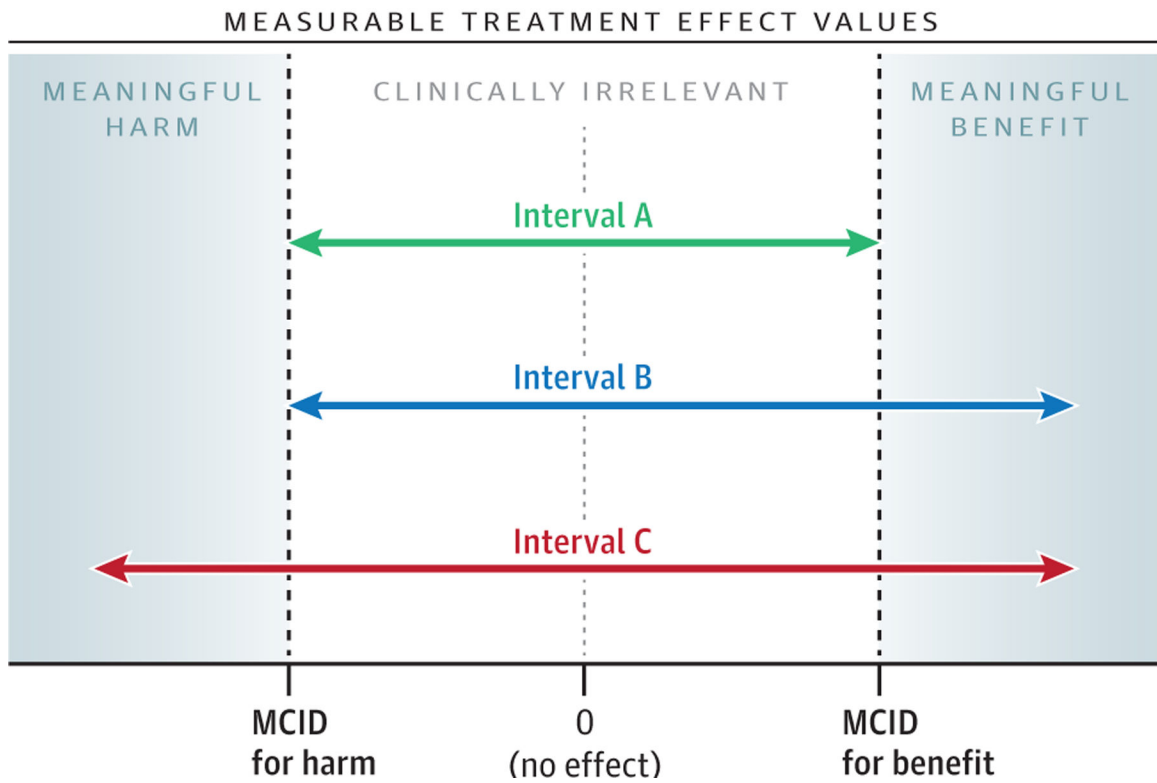 MEASURABLE TREATMENT EFFECT VALUES
MEANINGFUL
HARM
CLINICALLY IRRELEVANT
MEANINGFUL
BENEFIT
Interval A
Interval B
Interval C
MCID
for harm
0
(no effect)
MCID
for benefit